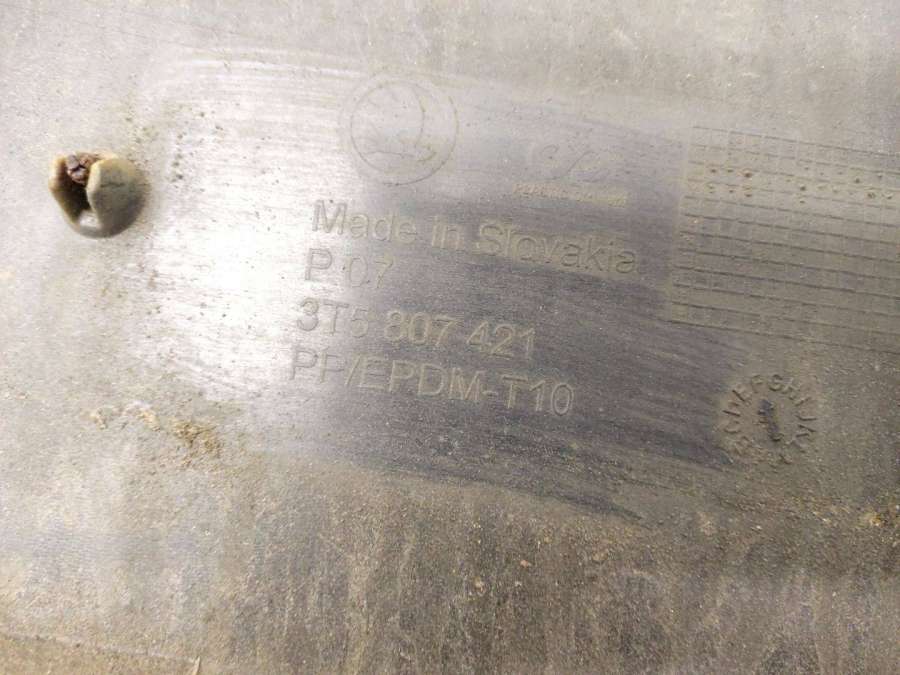 Made in Slovakia
P 07
3T5 807 421
PP/EPDM-T10